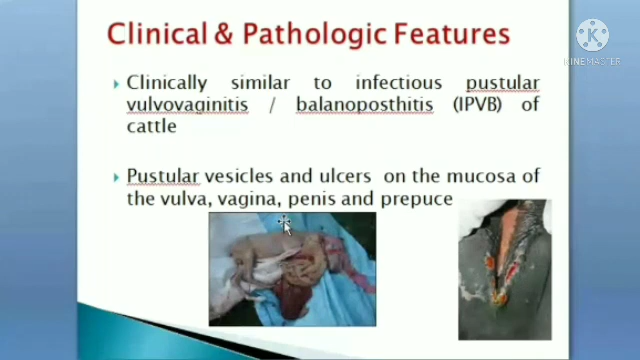 Clinical & Pathologic Features
KINEMASTER
Clinically similar to infectious pustular
vulvovaginitis / balanoposthitis (IPVB) of
cattle
Pustular vesicles and ulcers on the mucosa of
the vulva, vagina, penis and prepuce